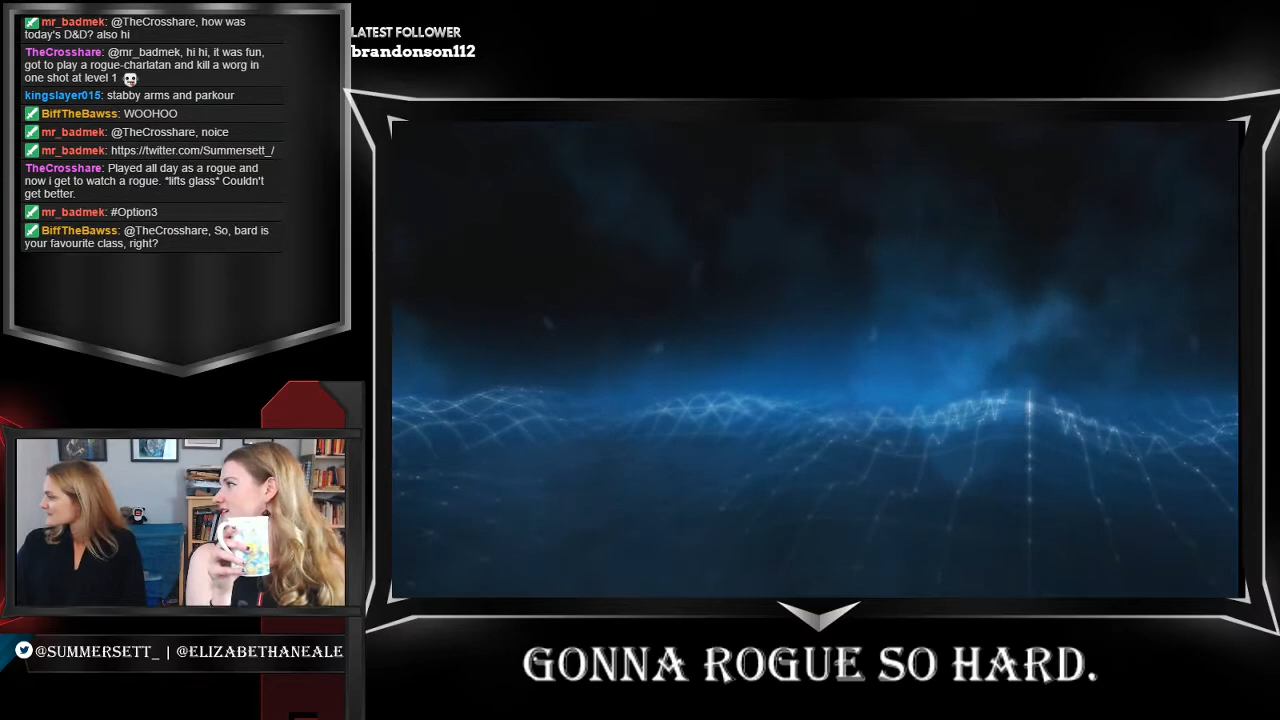 mr_badmek: @TheCrosshare, how was
today's D&D? also hi
TheCrosshare: @mr_badmek, hi hi, it was fun,
got to play a rogue-charlatan and kill a worg in
one shot at level 1
kingslayer015: stabby arms and parkour
BiffTheBawss: WOOHOO
mr_badmek: @TheCrosshare, noice
mr_badmek: https://twitter.com/Summersett_/
TheCrosshare: Played all day as a rogue and
now i get to watch a rogue. *lifts glass* Couldn't
get better.
mr_badmek: #Option3
BiffTheBawss: @TheCrosshare, So, bard is
your favourite class, right?
LATEST FOLLOWER
brandonson112
@SUMMERSETT_ | @ELIZABETHANEALE
GONNA ROGUE SO HARD.